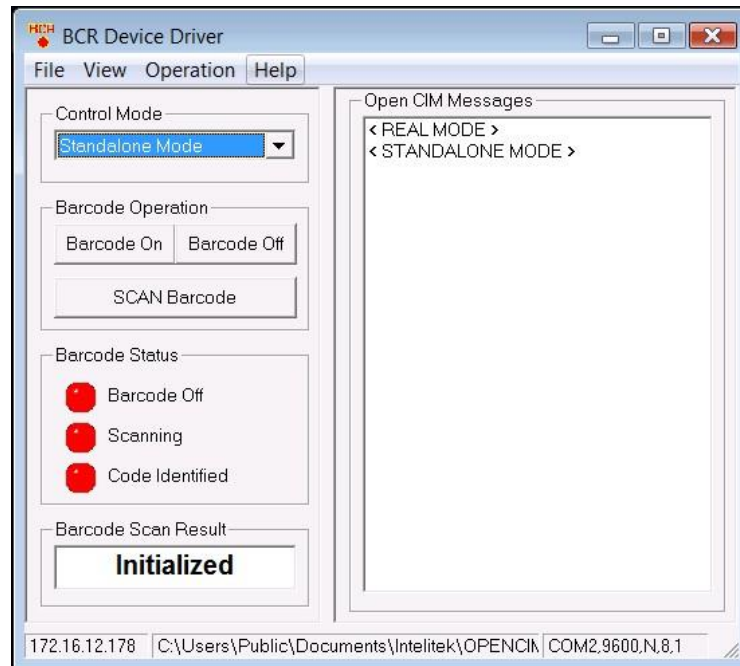 BCR
BCR Device Driver
File View Operation Help
Control Mode
Standalone Mode
Barcode Operation
Barcode On Barcode Off
SCAN Barcode
Barcode Status
Barcode Off
Scanning
Code Identified
Barcode Scan Result
Initialized
Open CIM Messages
< REAL MODE >
< STANDALONE MODE >
172.16.12.178 C:\Users\Public\Documents\Intelitek\OPENCIM COM2,9600,N,8,1